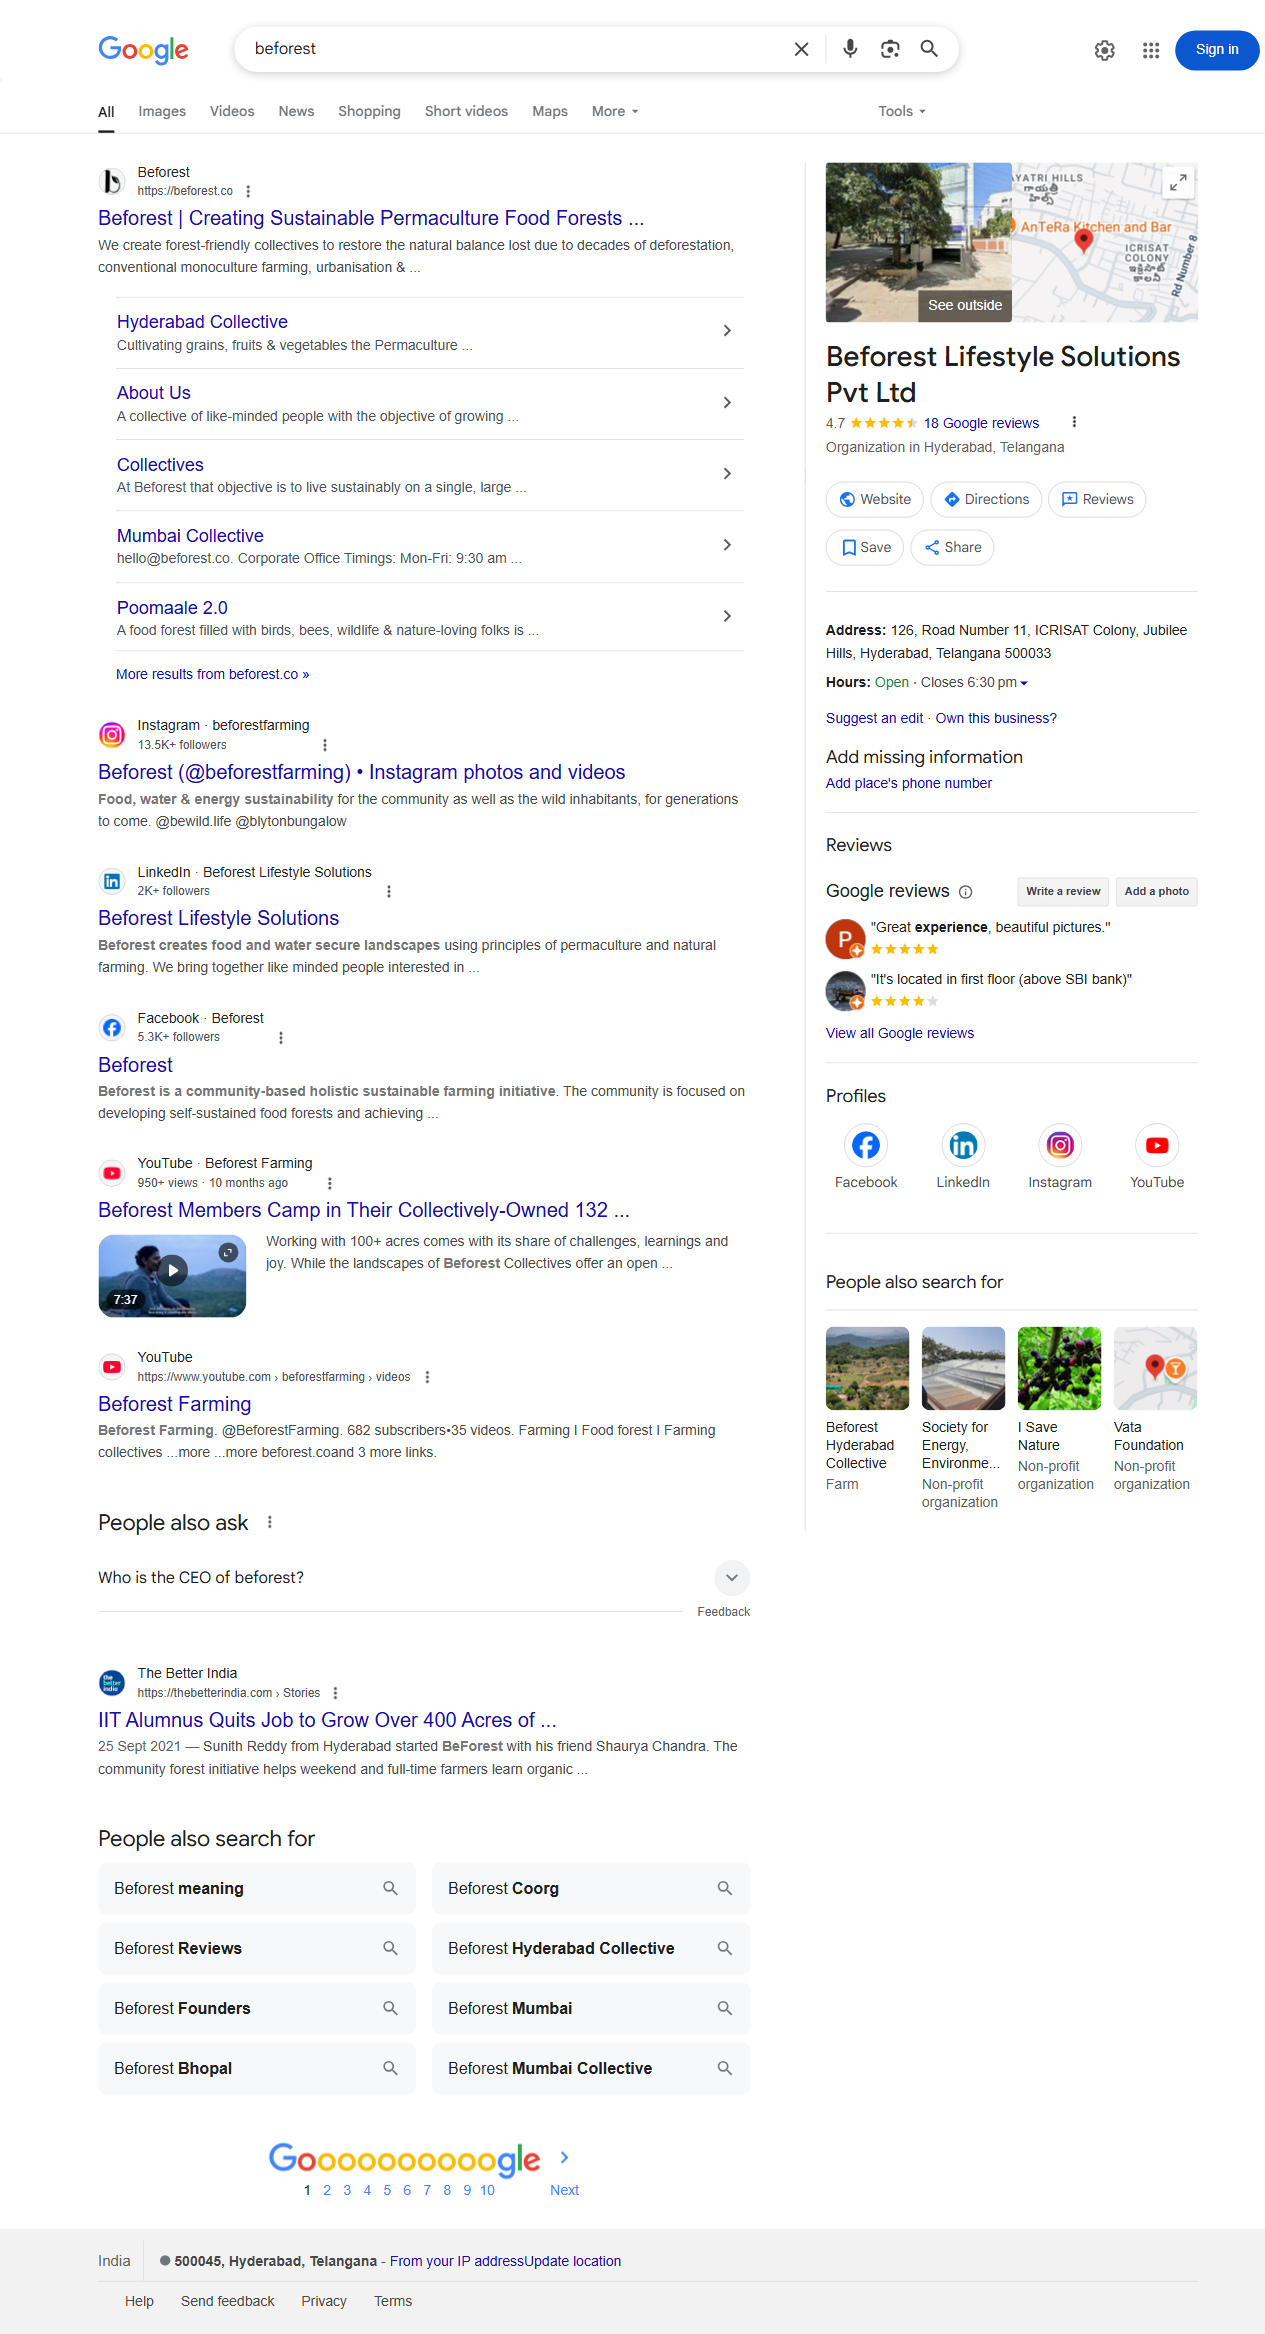 Google
beforest
Sign in
All
Images
Videos
News
Shopping
Short videos
Maps
More
Tools
Beforest
https://beforest.co
Beforest | Creating Sustainable Permaculture Food Forests ...
We create forest-friendly collectives to restore the natural balance lost due to decades of deforestation,
conventional monoculture farming, urbanisation & ...
Hyderabad Collective
Cultivating grains, fruits & vegetables the Permaculture ...
About Us
A collective of like-minded people with the objective of growing ...
Collectives
At Beforest that objective is to live sustainably on a single, large ...
Mumbai Collective
hello@beforest.co. Corporate Office Timings: Mon-Fri: 9:30 am ...
Poomaale 2.0
A food forest filled with birds, bees, wildlife & nature-loving folks is ...
More results from beforest.co »
Instagram · beforestfarming
13.5K+ followers
Beforest (@beforestfarming) • Instagram photos and videos
Food, water & energy sustainability for the community as well as the wild inhabitants, for generations
to come. @bewild.life @blytonbungalow
LinkedIn · Beforest Lifestyle Solutions
2K+ followers
Beforest Lifestyle Solutions
Beforest creates food and water secure landscapes using principles of permaculture and natural
farming. We bring together like minded people interested in ...
Facebook · Beforest
5.3K+ followers
Beforest
Beforest is a community-based holistic sustainable farming initiative. The community is focused on
developing self-sustained food forests and achieving ...
YouTube · Beforest Farming
950+ views · 10 months ago
Beforest Members Camp in Their Collectively-Owned 132 ...
Working with 100+ acres comes with its share of challenges, learnings and
joy. While the landscapes of Beforest Collectives offer an open ...
7:37
YouTube
https://www.youtube.com › beforestfarming › videos
Beforest Farming
Beforest Farming. @BeforestFarming. 682 subscribers•35 videos. Farming I Food forest I Farming
collectives ...more ...more beforest.coand 3 more links.
People also ask
Who is the CEO of beforest?
Feedback
The Better India
https://thebetterindia.com › Stories
IIT Alumnus Quits Job to Grow Over 400 Acres of ...
25 Sept 2021 — Sunith Reddy from Hyderabad started BeForest with his friend Shaurya Chandra. The
community forest initiative helps weekend and full-time farmers learn organic ...
People also search for
Beforest meaning
Beforest Coorg
Beforest Reviews
Beforest Hyderabad Collective
Beforest Founders
Beforest Mumbai
Beforest Bhopal
Beforest Mumbai Collective
Goooooooooogle
1 2 3 4 5 6 7 8 9 10 Next
See outside
AYATRI HILLS
గాయత్రి
హిల్స్
AnTeRa Kitchen and Bar
ICRISAT
COLONY
Rd Number 8
Beforest Lifestyle Solutions
Pvt Ltd
4.7 18 Google reviews
Organization in Hyderabad, Telangana
Website
Directions
Reviews
Save
Share
Address: 126, Road Number 11, ICRISAT Colony, Jubilee
Hills, Hyderabad, Telangana 500033
Hours: Open · Closes 6:30 pm
Suggest an edit · Own this business?
Add missing information
Add place's phone number
Reviews
Google reviews
Write a review
Add a photo
P
"Great experience, beautiful pictures."
"It's located in first floor (above SBI bank)"
View all Google reviews
Profiles
Facebook
LinkedIn
Instagram
YouTube
People also search for
Beforest
Hyderabad
Collective
Farm
Society for
Energy,
Environme...
Non-profit
organization
I Save
Nature
Non-profit
organization
Vata
Foundation
Non-profit
organization
India
500045, Hyderabad, Telangana - From your IP addressUpdate location
Help
Send feedback
Privacy
Terms